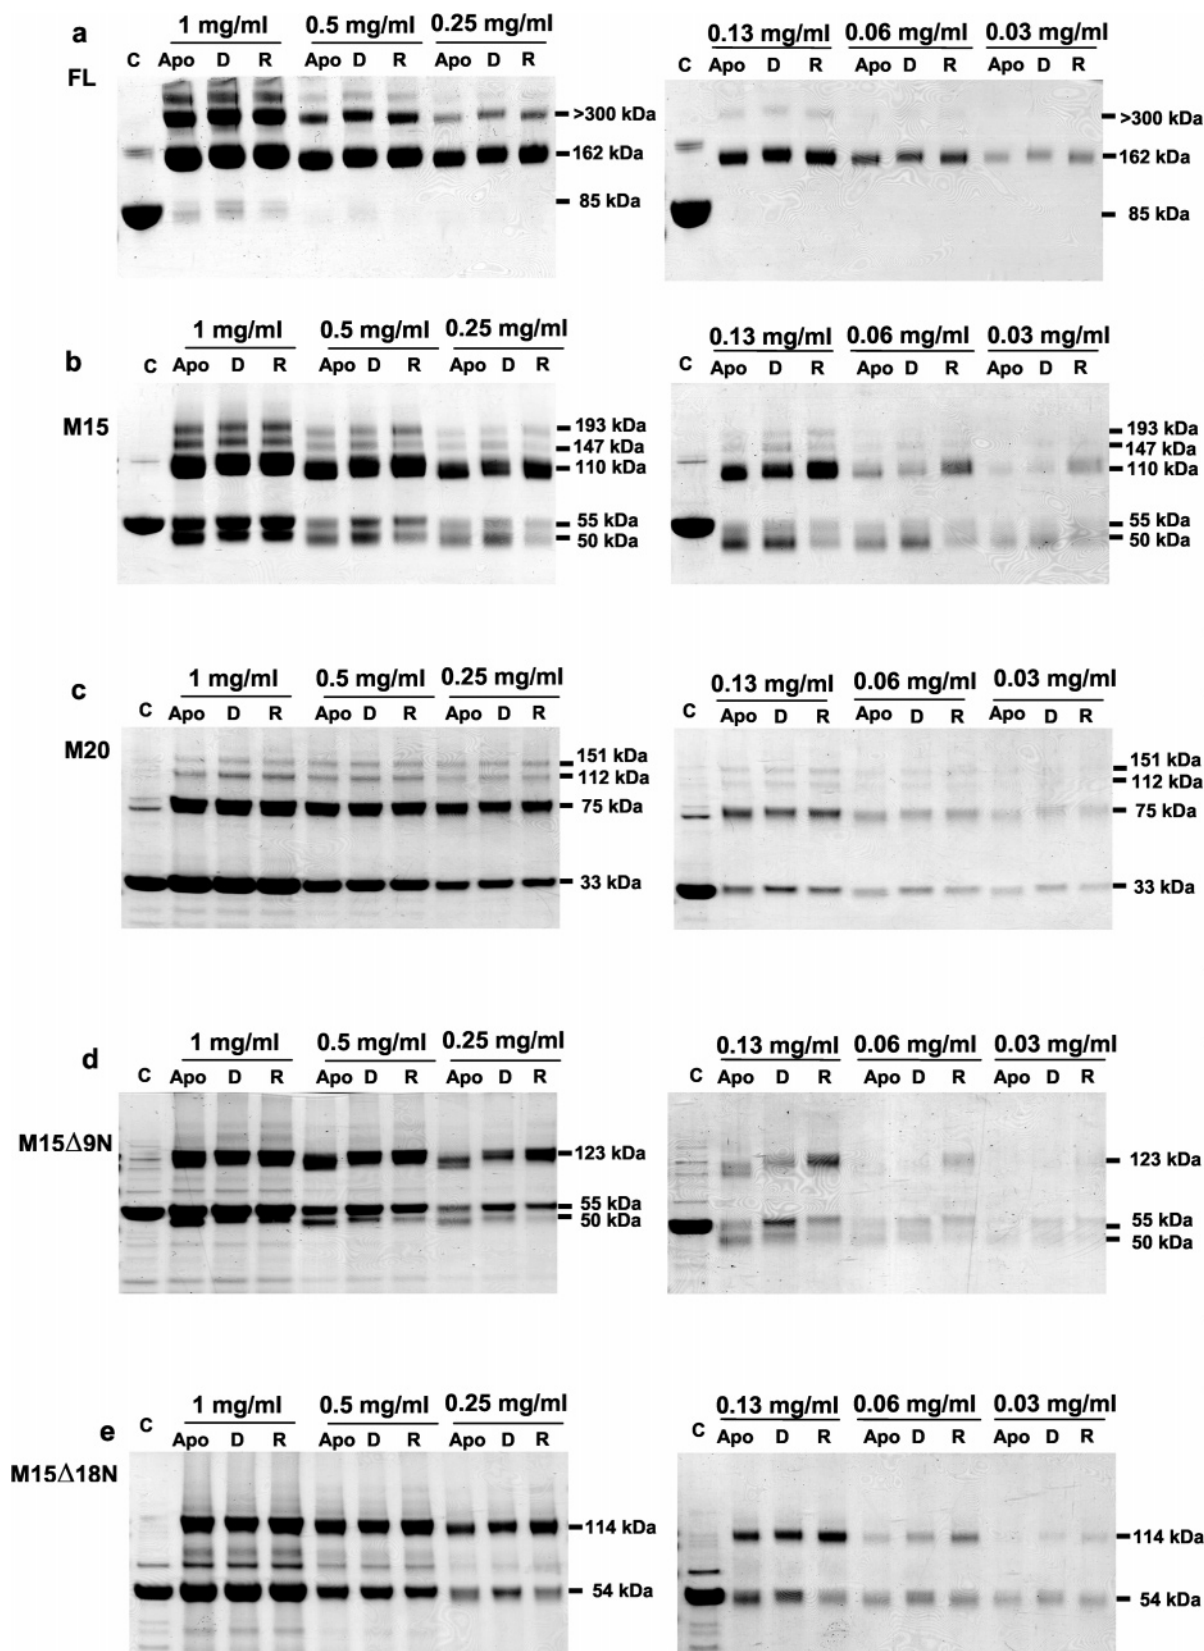 a
1 mg/ml 0.5 mg/ml 0.25 mg/ml
0.13 mg/ml 0.06 mg/ml 0.03 mg/ml
C Apo D R Apo D R Apo D R
C Apo D R Apo D R Apo D R
FL
>300 kDa
162 kDa
85 kDa
>300 kDa
162 kDa
85 kDa
b
1 mg/ml 0.5 mg/ml 0.25 mg/ml
0.13 mg/ml 0.06 mg/ml 0.03 mg/ml
C Apo D R Apo D R Apo D R
C Apo D R Apo D R Apo D R
M15
193 kDa
147 kDa
110 kDa
55 kDa
50 kDa
193 kDa
147 kDa
110 kDa
55 kDa
50 kDa
c
1 mg/ml 0.5 mg/ml 0.25 mg/ml
0.13 mg/ml 0.06 mg/ml 0.03 mg/ml
C Apo D R Apo D R Apo D R
C Apo D R Apo D R Apo D R
M20
151 kDa
112 kDa
75 kDa
33 kDa
151 kDa
112 kDa
75 kDa
33 kDa
d
1 mg/ml 0.5 mg/ml 0.25 mg/ml
0.13 mg/ml 0.06 mg/ml 0.03 mg/ml
C Apo D R Apo D R Apo D R
C Apo D R Apo D R Apo D R
M15Δ9N
123 kDa
55 kDa
50 kDa
123 kDa
55 kDa
50 kDa
e
1 mg/ml 0.5 mg/ml 0.25 mg/ml
0.13 mg/ml 0.06 mg/ml 0.03 mg/ml
C Apo D R Apo D R Apo D R
C Apo D R Apo D R Apo D R
M15Δ18N
114 kDa
54 kDa
114 kDa
54 kDa